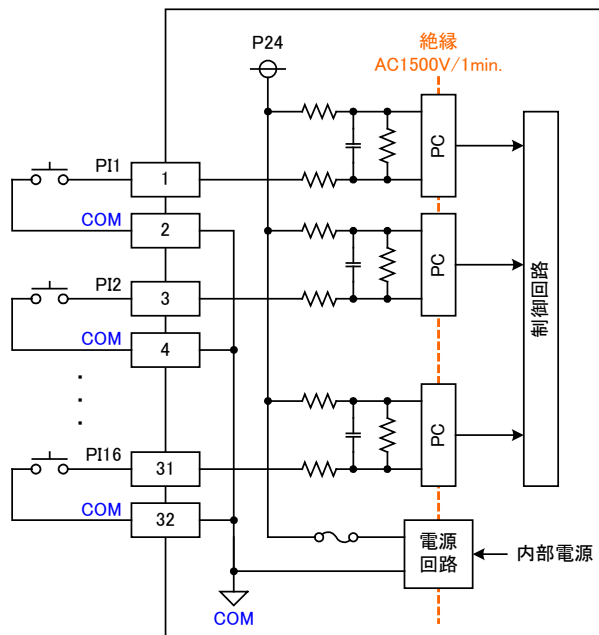 P24
絶縁
AC1500V/1min.
PI1
1
PC
COM
2
PI2
3
PC
制御回路
COM
4
PI16
31
PC
COM
32
電源
回路
内部電源
COM